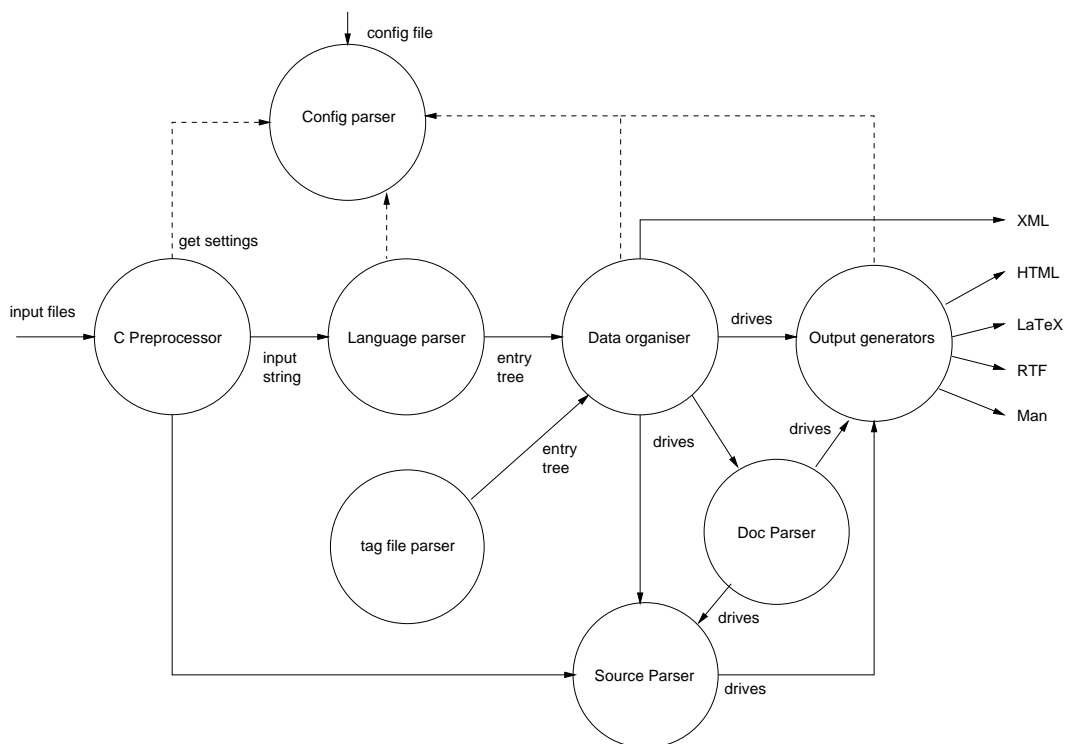 config file
Config parser
get settings
XML
HTML
input files
drives
LaTeX
C Preprocessor
Language parser
Data organiser
Output generators
input
string
entry
tree
RTF
Man
drives
drives
entry
tree
Doc Parser
tag file parser
drives
Source Parser
drives